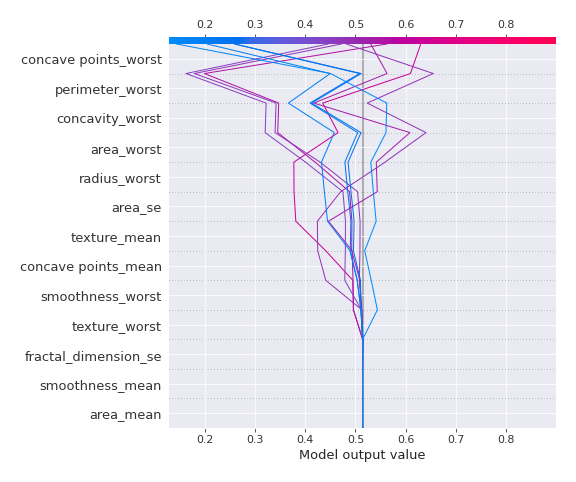 0.2 0.3 0.4 0.5 0.6 0.7 0.8
concave points_worst
perimeter_worst
concavity_worst
area_worst
radius_worst
area_se
texture_mean
concave points_mean
smoothness_worst
texture_worst
fractal_dimension_se
smoothness_mean
area_mean
0.2 0.3 0.4 0.5 0.6 0.7 0.8
Model output value